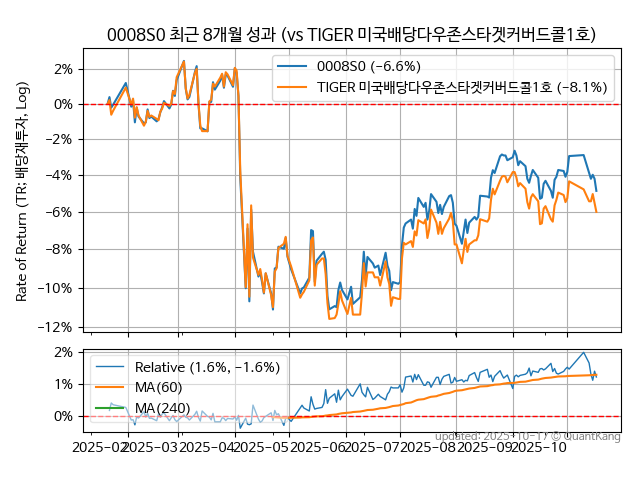 0008S0 최근 8개월 성과 (vs TIGER 미국배당다우존스타겟커버드콜1호)
Rate of Return (TR: 배당재투자, Log)
2%
0%
−2%
−4%
−6%
−8%
−10%
−12%
0008S0 (−6.6%)
TIGER 미국배당다우존스타겟커버드콜1호 (−8.1%)
2%
1%
0%
Relative (1.6%, −1.6%)
MA(60)
MA(240)
2025-02
2025-03
2025-04
2025-05
2025-06
2025-07
2025-08
2025-09
2025-10
updated: 2025-10-17 © QuantKang